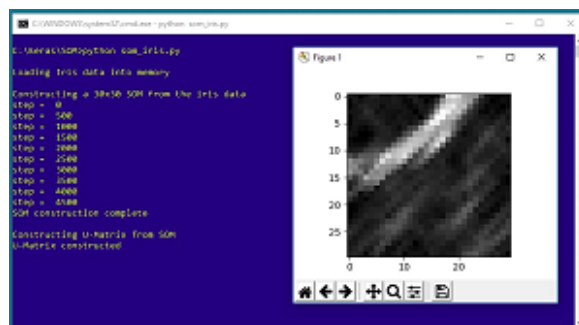 C:\WINDOWS\system32\cmd.exe - python som_iris.py
C:\Keras\SOM>python som_iris.py
Loading Iris data into memory
Constructing a 30x30 SOM from the iris data
step = 0
step = 500
step = 1000
step = 1500
step = 2000
step = 2500
step = 3000
step = 3500
step = 4000
step = 4500
SOM construction complete
Constructing U-Matrix from SOM
U-Matrix constructed
Figure 1
0
5
10
15
20
25
0 10 20